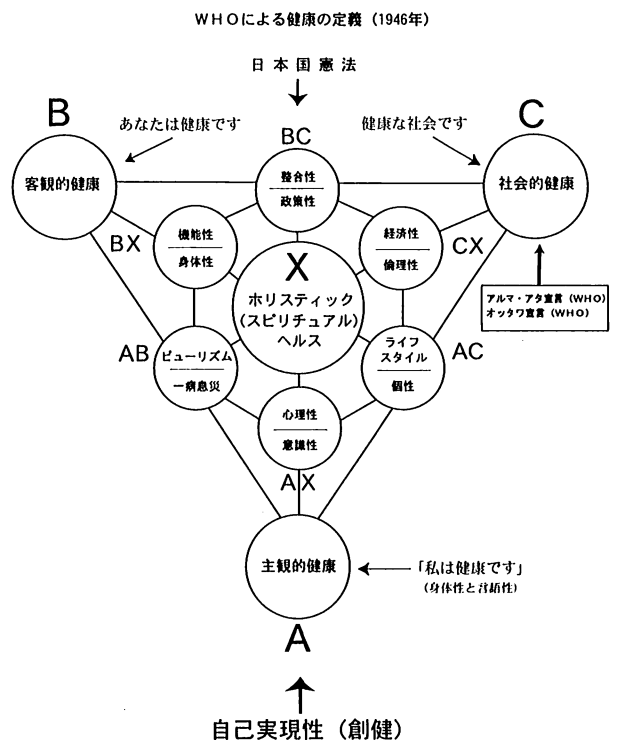 WHOによる健康の定義(1946年)
日本国憲法
B
C
あなたは健康です
健康な社会です
BC
客観的健康
整合性
政策性
社会的健康
機能性
身体性
BX
経済性
倫理性
CX
X
ホリスティック
(スピリチュアル)
ヘルス
アルマ・アタ宣言(WHO)
オッタワ宣言(WHO)
AB
ピューリズム
一病息災
ライフ
スタイル
個性
AC
心理性
意識性
AX
主観的健康
「私は健康です」
(身体性と言語性)
A
自己実現性(創健)